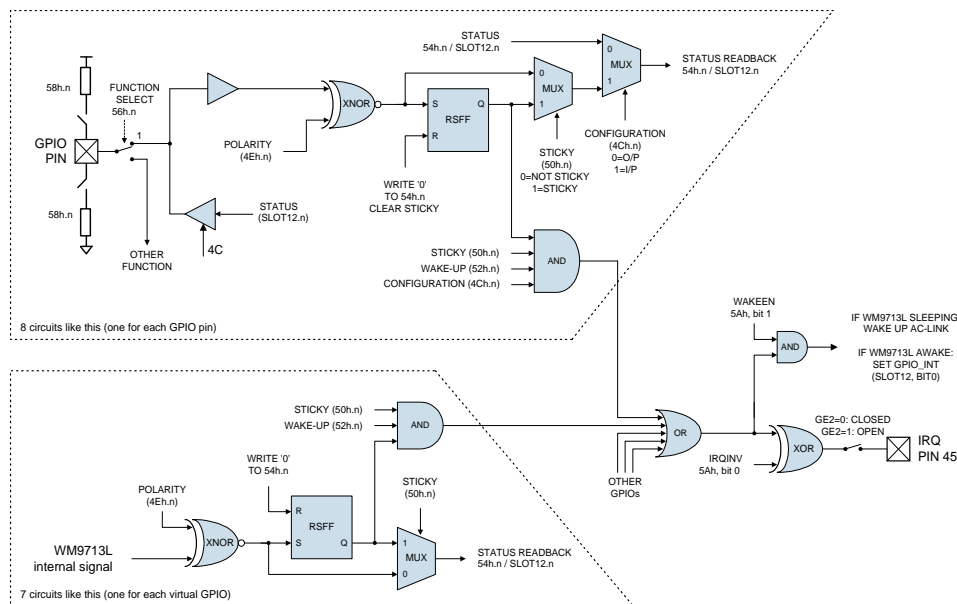 STATUS
54h.n / SLOT12.n
0
MUX
1
STATUS READBACK
54h.n / SLOT12.n
58h.n
FUNCTION
SELECT
56h.n
1
GPIO
PIN
58h.n
OTHER
FUNCTION
STATUS
(SLOT12.n)
4C
XNOR
POLARITY
(4Eh.n)
S
Q
RSFF
R
WRITE '0'
TO 54h.n
CLEAR STICKY
0
MUX
1
STICKY
(50h.n)
0=NOT STICKY
1=STICKY
CONFIGURATION
(4Ch.n)
0=O/P
1=I/P
STICKY (50h.n)
WAKE-UP (52h.n)
CONFIGURATION (4Ch.n)
AND
8 circuits like this (one for each GPIO pin)
WAKEEN
5Ah, bit 1
AND
IF WM9713L SLEEPING
WAKE UP AC-LINK
IF WM9713L AWAKE:
SET GPIO_INT
(SLOT12, BIT0)
STICKY (50h.n)
WAKE-UP (52h.n)
AND
OR
OTHER
GPIOs
IRQINV
5Ah, bit 0
XOR
GE2=0: CLOSED
GE2=1: OPEN
IRQ
PIN 45
WRITE '0'
TO 54h.n
POLARITY
(4Eh.n)
XNOR
WM9713L
internal signal
R
RSFF
S
Q
STICKY
(50h.n)
1
MUX
0
STATUS READBACK
54h.n / SLOT12.n
7 circuits like this (one for each virtual GPIO)